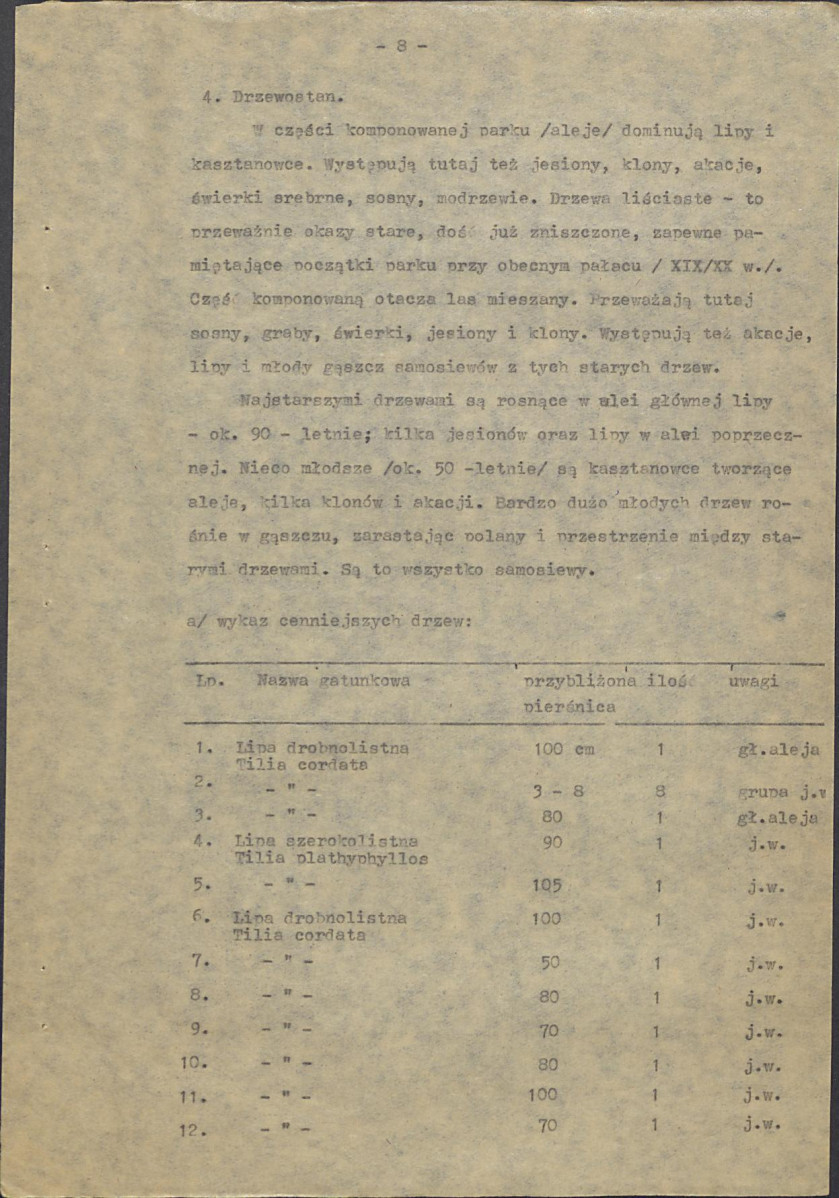 - 8 -
4. Drzewostan.
W części komponowanej parku /aleje/ dominują lipy i
kasztanowce. Występują tutaj też jesiony, klony, akacje,
świerki srebrne, sosny, modrzewie. Drzewa liściaste - to
przeważnie okazy stare, dość już zniszczone, zapewne pa-
miętające początki parku przy obecnym pałacu / XIX/XX w./.
Część komponowaną otacza las mieszany. Przeważają tutaj
sosny, graby, świerki, jesiony i klony. Występują też akacje,
lipy i młody gąszcz samosiewów z tych starych drzew.
Najstarszymi drzewami są rosnące w alei głównej lipy
- ok. 90 - letnie; kilka jesionów oraz lipy w alei poprzecz-
nej. Nieco młodsze /ok. 50 -letnie/ są kasztanowce tworzące
aleje, kilka klonów i akacji. Bardzo dużo młodych drzew ro-
śnie w gąszczu, zarastając polany i przestrzenie między sta-
rymi drzewami. Są to wszystko samosiewy.
a/ wykaz cenniejszych drzew:
Lp. Nazwa gatunkowa przybliżona ilość uwagi
pierśnica
1. Lipa drobnolistna 100 cm 1 gł.aleja
Tilia cordata
2. - " - 3 - 8 8 grupa j.w
3. - " - 80 1 gł.aleja
4. Lipa szerokolistna 90 1 j.w.
Tilia plathyphyllos
5. - " - 105 1 j.w.
6. Lipa drobnolistna 100 1 j.w.
Tilia cordata
7. - " - 50 1 j.w.
8. - " - 80 1 j.w.
9. - " - 70 1 j.w.
10. - " - 80 1 j.w.
11. - " - 100 1 j.w.
12. - " - 70 1 j.w.